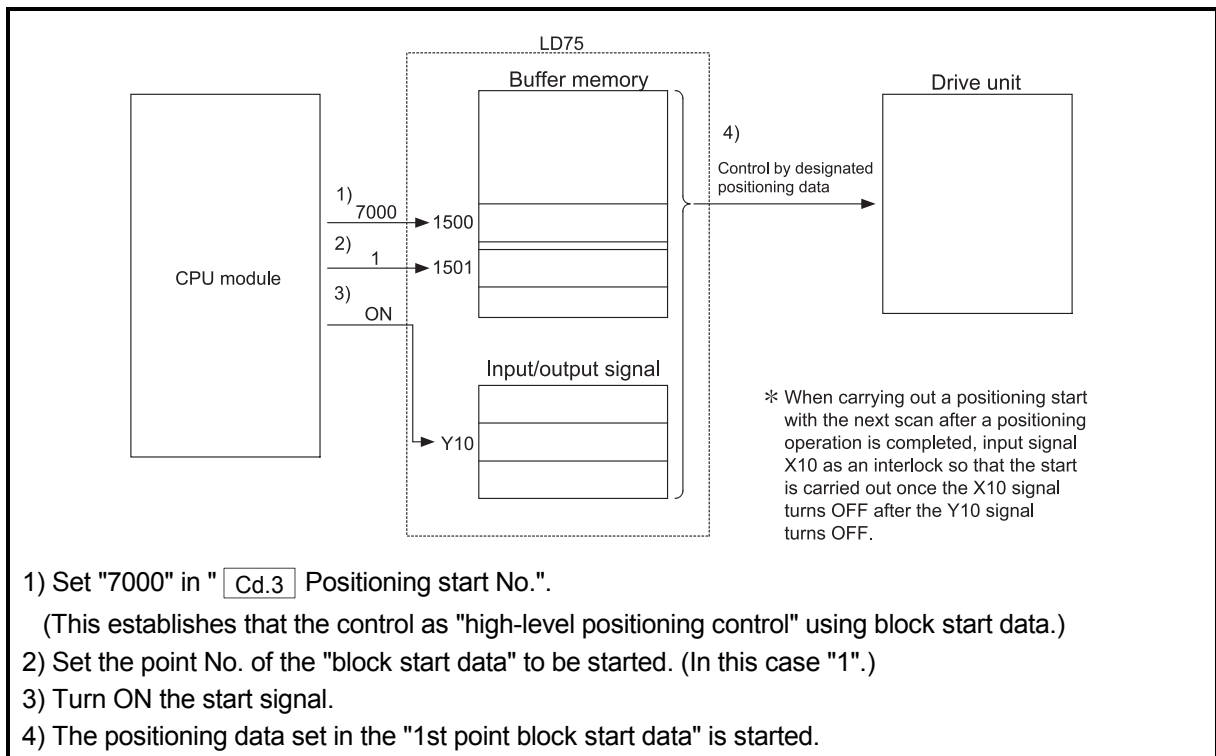 LD75
Buffer memory
Drive unit
4)
Control by designated
positioning data
1)
7000
1500
2)
1
1501
CPU module
3)
ON
Input/output signal
Y10
* When carrying out a positioning start
with the next scan after a positioning
operation is completed, input signal
X10 as an interlock so that the start
is carried out once the X10 signal
turns OFF after the Y10 signal
turns OFF.
1) Set "7000" in " Cd.3 Positioning start No.".
(This establishes that the control as "high-level positioning control" using block start data.)
2) Set the point No. of the "block start data" to be started. (In this case "1".)
3) Turn ON the start signal.
4) The positioning data set in the "1st point block start data" is started.